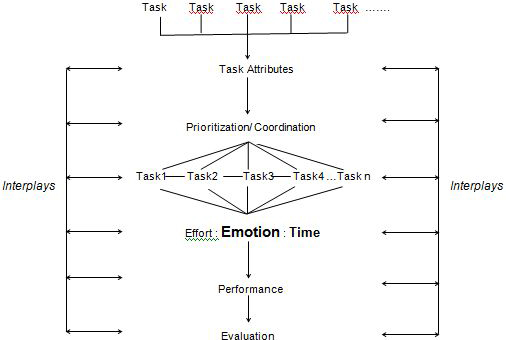 Task Task Task Task Task …….
Task Attributes
Prioritization/ Coordination
Task1 Task2 Task3 Task4 …Task n
Interplays Interplays
Effort : Emotion : Time
Performance
Evaluation